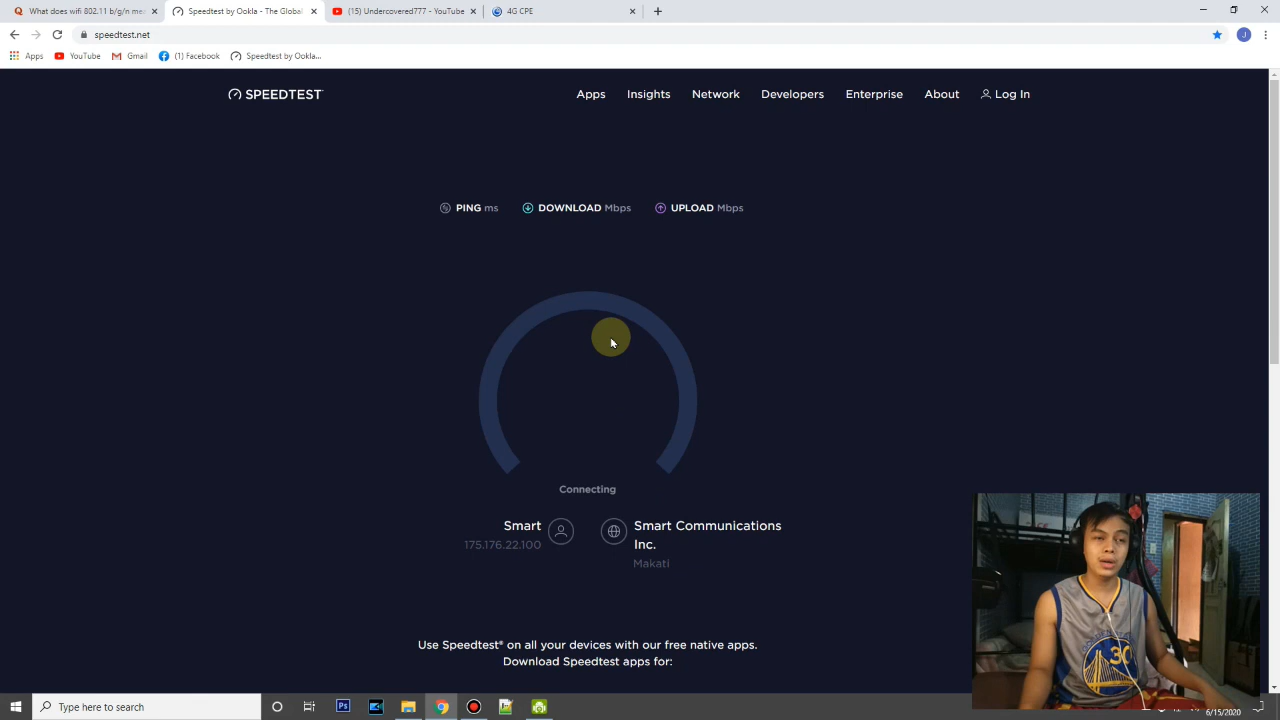 What does wifi 802.11 b/g/n me
Speedtest by Ookla - The Global
(15) Undercovered777 - YouTube
4G CPE
speedtest.net
J
Apps
YouTube
Gmail
(1) Facebook
Speedtest by Ookla...
SPEEDTEST
Apps
Insights
Network
Developers
Enterprise
About
Log In
PING ms
DOWNLOAD Mbps
UPLOAD Mbps
Connecting
Smart
175.176.22.100
Smart Communications
Inc.
Makati
Use Speedtest® on all your devices with our free native apps.
Download Speedtest apps for:
30
Type here to search
Ps
6/15/2020